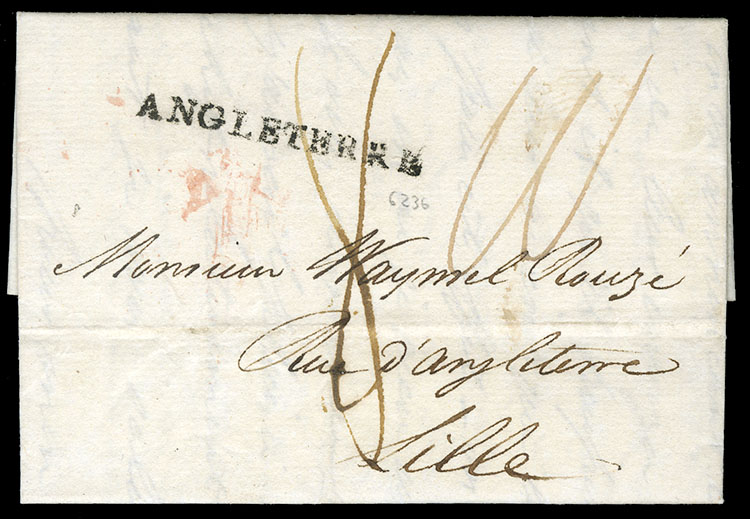 ANGLETERRE
6236
Monsieur Waymel Rouzé
Rue d'angleterre
Lille